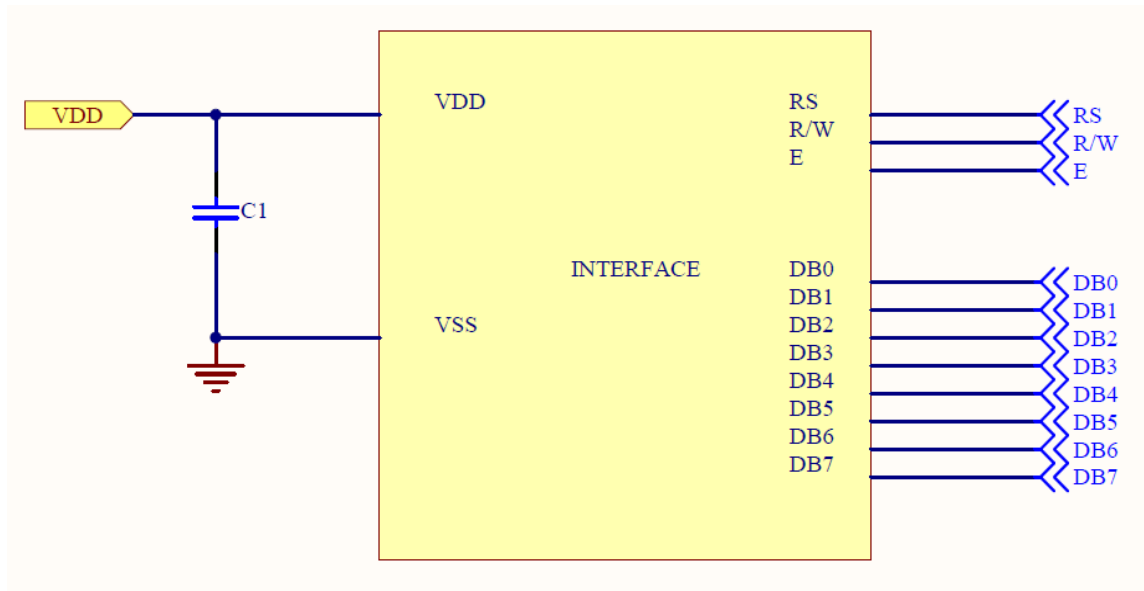 VDD
VDD
C1
VSS
INTERFACE
RS
R/W
E
DB0
DB1
DB2
DB3
DB4
DB5
DB6
DB7
RS
R/W
E
DB0
DB1
DB2
DB3
DB4
DB5
DB6
DB7